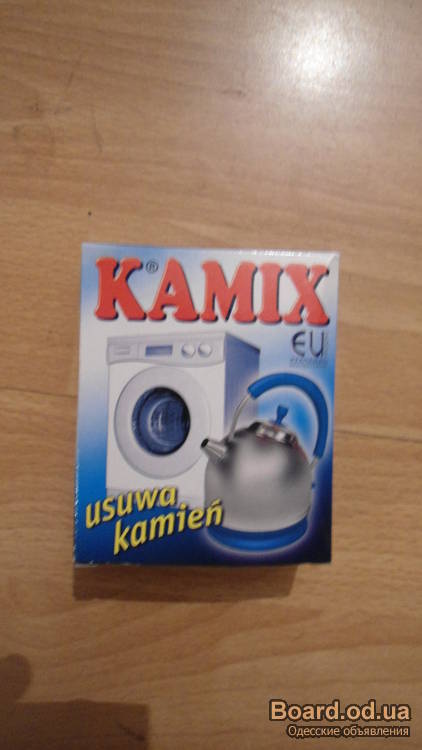 KAMIX®
EU
usuwa
kamień
Board.od.ua
Одесские объявления